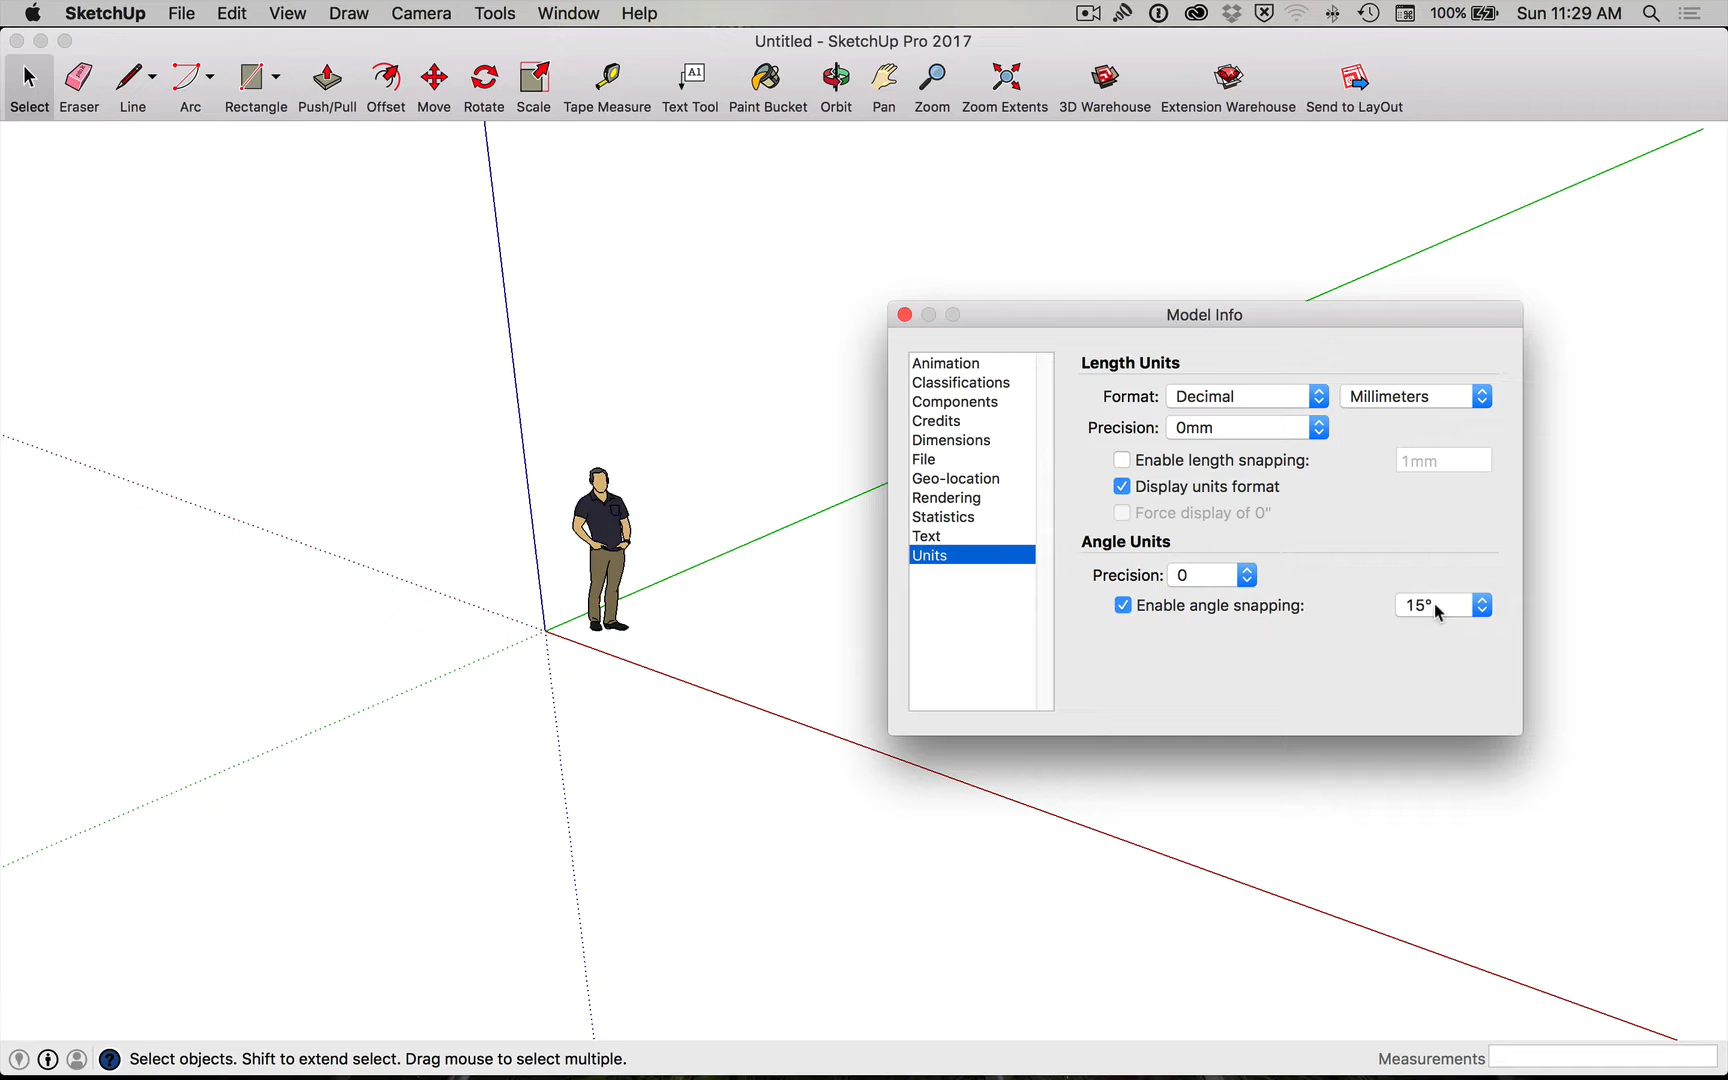 SketchUp File Edit View Draw Camera Tools Window Help 100% Sun 11:29 AM
Untitled - SketchUp Pro 2017
A1
Select Eraser Line Arc Rectangle Push/Pull Offset Move Rotate Scale Tape Measure Text Tool Paint Bucket Orbit Pan Zoom Zoom Extents 3D Warehouse Extension Warehouse Send to LayOut
Model Info
Animation
Classifications
Components
Credits
Dimensions
File
Geo-location
Rendering
Statistics
Text
Units
Length Units
Format: Decimal Millimeters
Precision: 0mm
Enable length snapping: 1mm
Display units format
Force display of 0"
Angle Units
Precision: 0
Enable angle snapping: 15°
Select objects. Shift to extend select. Drag mouse to select multiple. Measurements